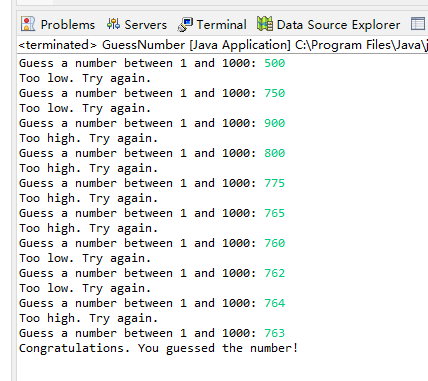 Problems Servers Terminal Data Source Explorer
<terminated> GuessNumber [Java Application] C:\Program Files\Java\j
Guess a number between 1 and 1000: 500
Too low. Try again.
Guess a number between 1 and 1000: 750
Too low. Try again.
Guess a number between 1 and 1000: 900
Too high. Try again.
Guess a number between 1 and 1000: 800
Too high. Try again.
Guess a number between 1 and 1000: 775
Too high. Try again.
Guess a number between 1 and 1000: 765
Too high. Try again.
Guess a number between 1 and 1000: 760
Too low. Try again.
Guess a number between 1 and 1000: 762
Too low. Try again.
Guess a number between 1 and 1000: 764
Too high. Try again.
Guess a number between 1 and 1000: 763
Congratulations. You guessed the number!